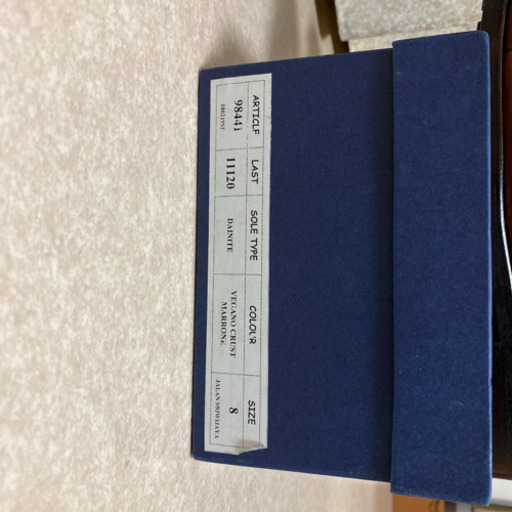 ARTICLE LAST SOLE TYPE COLOUR SIZE
98441 11120 DAINITE VEGANO CRUST 8
MARRONE
JALAN SRIWIJAYA